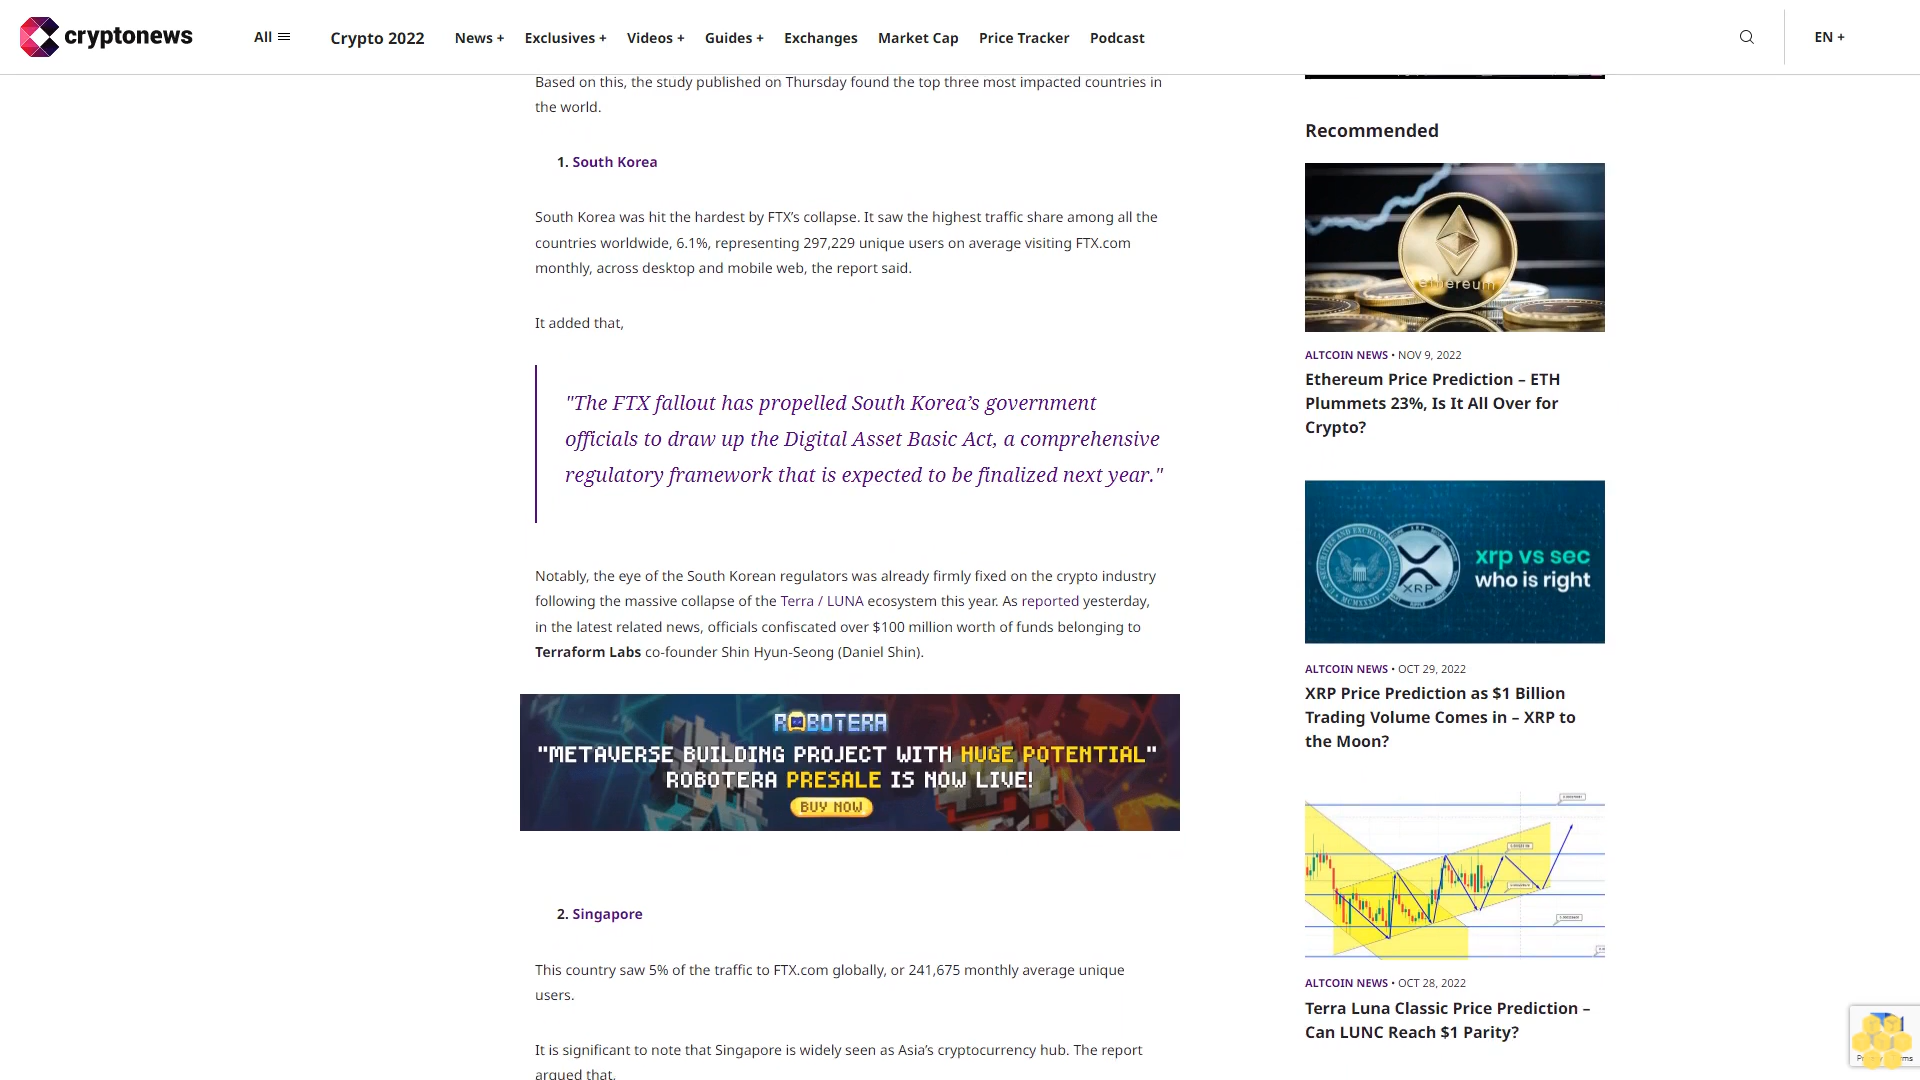 cryptonews
All
Crypto 2022
News +
Exclusives +
Videos +
Guides +
Exchanges
Market Cap
Price Tracker
Podcast
EN +
Based on this, the study published on Thursday found the top three most impacted countries in
the world.
1. South Korea
South Korea was hit the hardest by FTX’s collapse. It saw the highest traffic share among all the
countries worldwide, 6.1%, representing 297,229 unique users on average visiting FTX.com
monthly, across desktop and mobile web, the report said.
It added that,
"The FTX fallout has propelled South Korea’s government
officials to draw up the Digital Asset Basic Act, a comprehensive
regulatory framework that is expected to be finalized next year."
Notably, the eye of the South Korean regulators was already firmly fixed on the crypto industry
following the massive collapse of the Terra / LUNA ecosystem this year. As reported yesterday,
in the latest related news, officials confiscated over $100 million worth of funds belonging to
Terraform Labs co-founder Shin Hyun-Seong (Daniel Shin).
ROBOTERA
"METAVERSE BUILDING PROJECT WITH HUGE POTENTIAL"
ROBOTERA PRESALE IS NOW LIVE!
BUY NOW
2. Singapore
This country saw 5% of the traffic to FTX.com globally, or 241,675 monthly average unique
users.
It is significant to note that Singapore is widely seen as Asia’s cryptocurrency hub. The report
argued that,
Recommended
ethereum
ALTCOIN NEWS • NOV 9, 2022
Ethereum Price Prediction – ETH
Plummets 23%, Is It All Over for
Crypto?
SECURITIES AND EXCHANGE COMMISSION
MCMXXXIV
XRP
xrp vs sec
who is right
ALTCOIN NEWS • OCT 29, 2022
XRP Price Prediction as $1 Billion
Trading Volume Comes in – XRP to
the Moon?
ALTCOIN NEWS • OCT 28, 2022
Terra Luna Classic Price Prediction –
Can LUNC Reach $1 Parity?